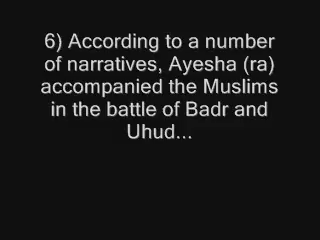 6) According to a number
of narratives, Ayesha (ra)
accompanied the Muslims
in the battle of Badr and
Uhud...